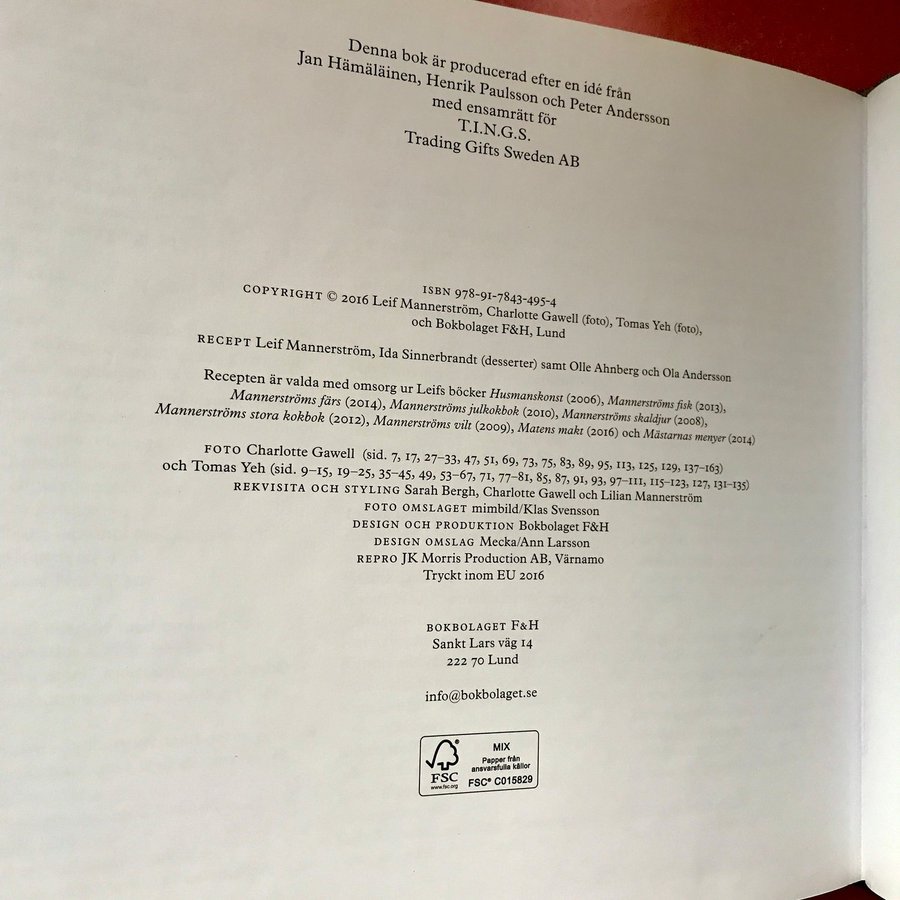 Denna bok är producerad efter en idé från
Jan Hämäläinen, Henrik Paulsson och Peter Andersson
med ensamrätt för
T.I.N.G.S.
Trading Gifts Sweden AB
ISBN 978-91-7843-495-4
COPYRIGHT © 2016 Leif Mannerström, Charlotte Gawell (foto), Tomas Yeh (foto),
och Bokbolaget F&H, Lund
RECEPT Leif Mannerström, Ida Sinnerbrandt (desserter) samt Olle Ahnberg och Ola Andersson
Recepten är valda med omsorg ur Leifs böcker Husmanskonst (2006), Mannerströms fisk (2013),
Mannerströms färs (2014), Mannerströms julkokbok (2010), Mannerströms skaldjur (2008),
Mannerströms stora kokbok (2012), Mannerströms vilt (2009), Matens makt (2016) och Mästarnas menyer (2014)
FOTO Charlotte Gawell (sid. 7, 17, 27–33, 47, 51, 69, 73, 75, 83, 89, 95, 113, 125, 129, 137–163)
och Tomas Yeh (sid. 9–15, 19–25, 35–45, 49, 53–67, 71, 77–81, 85, 87, 91, 93, 97–111, 115–123, 127, 131–135)
REKVISITA OCH STYLING Sarah Bergh, Charlotte Gawell och Lilian Mannerström
FOTO OMSLAGET mimbild/Klas Svensson
DESIGN OCH PRODUKTION Bokbolaget F&H
DESIGN OMSLAG Mecka/Ann Larsson
REPRO JK Morris Production AB, Värnamo
Tryckt inom EU 2016
BOKBOLAGET F&H
Sankt Lars väg 14
222 70 Lund
info@bokbolaget.se
FSC
www.fsc.org
MIX
Papper från
ansvarsfulla källor
FSC® C015829